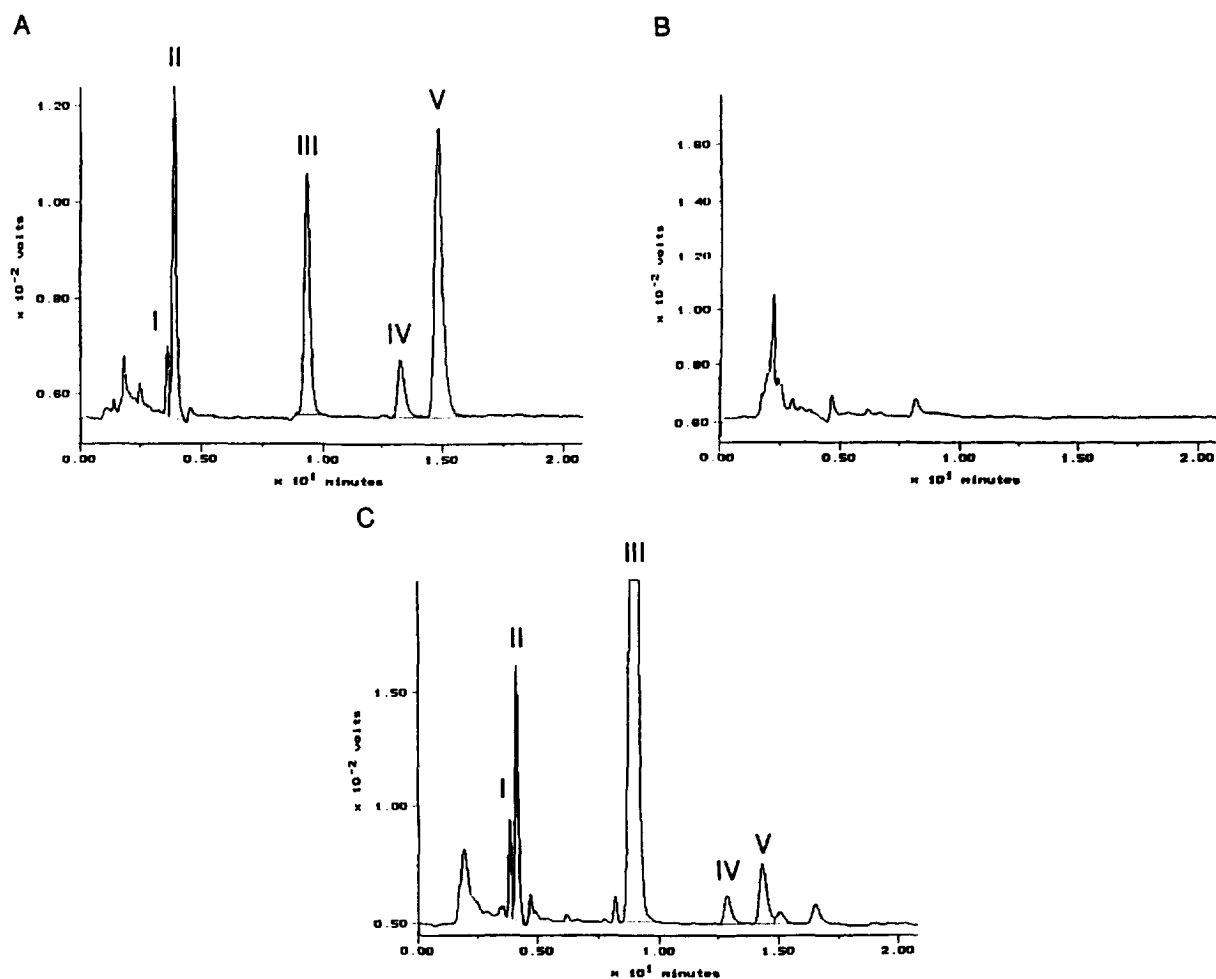 A
II
V
III
I
IV
1.20
1.00
0.80
0.60
× 10⁻² volts
0.00 0.50 1.00 1.50 2.00
× 10¹ minutes
B
1.60
1.40
1.20
1.00
0.80
0.60
× 10⁻² volts
0.00 0.50 1.00 1.50 2.00
× 10¹ minutes
C
III
II
I
IV
V
1.50
1.00
0.50
× 10⁻² volts
0.00 0.50 1.00 1.50 2.00
× 10¹ minutes